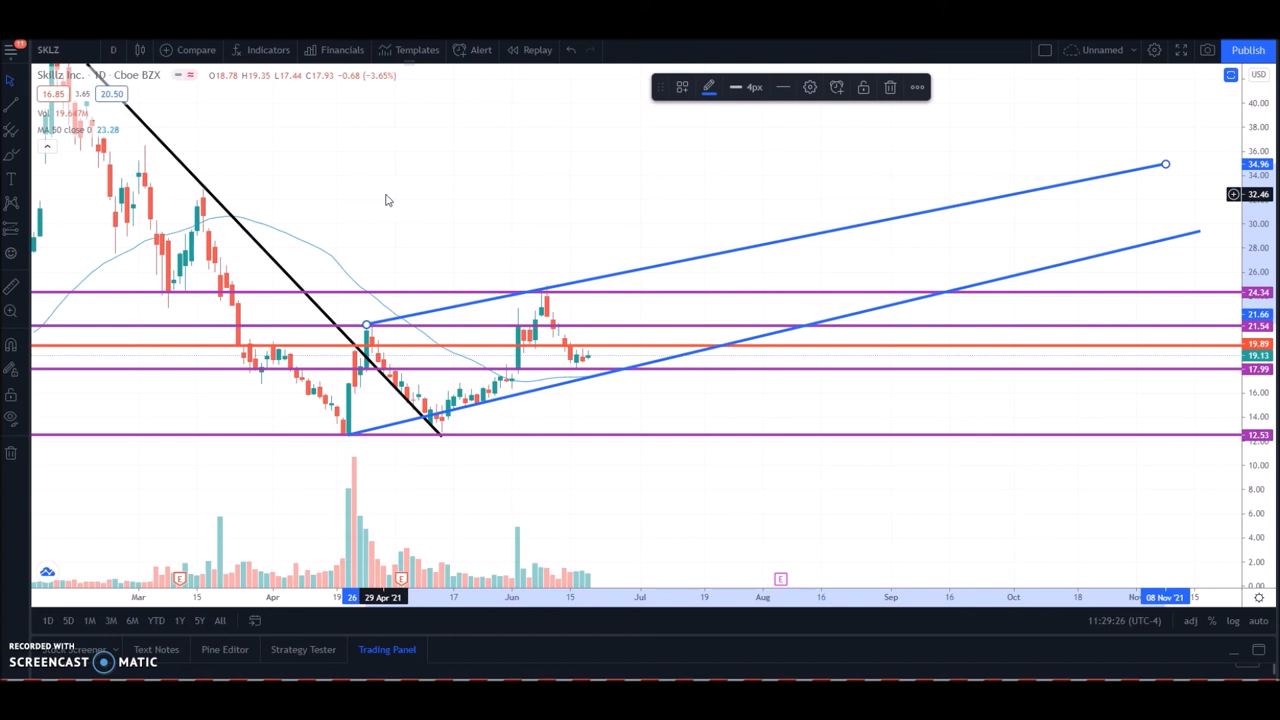 11
SKLZ D Compare Indicators Financials Templates Alert Replay Unnamed Publish
Skillz Inc. · 1D · Cboe BZX O18.78 H19.35 L17.44 C17.93 −0.68 (−3.65%)
4px
USD
16.85 3.65 20.50
Vol 19.647M
MA 50 close 0 23.28
40.00
38.00
36.00
34.96
34.00
32.46
30.00
28.00
26.00
24.34
21.66
21.54
19.89
19.13
17.99
16.00
14.00
12.53
12.00
10.00
8.00
6.00
4.00
2.00
0.00
E E E
Mar 15 Apr 19 26 29 Apr '21 17 Jun 15 Jul 19 Aug 16 Sep 18 Oct 18 Nov 08 Nov '21 15
1D 5D 1M 3M 6M YTD 1Y 5Y All 11:29:26 (UTC-4) adj % log auto
RECORDED WITH
Stock Screener Text Notes Pine Editor Strategy Tester Trading Panel
SCREENCAST MATIC